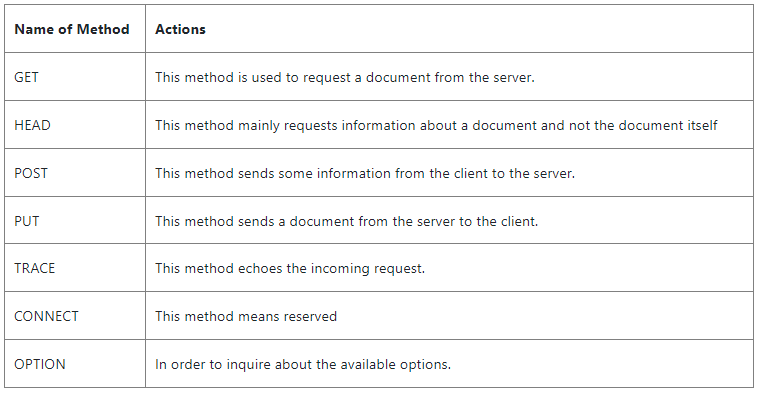 Name of Method Actions
GET This method is used to request a document from the server.
HEAD This method mainly requests information about a document and not the document itself
POST This method sends some information from the client to the server.
PUT This method sends a document from the server to the client.
TRACE This method echoes the incoming request.
CONNECT This method means reserved
OPTION In order to inquire about the available options.